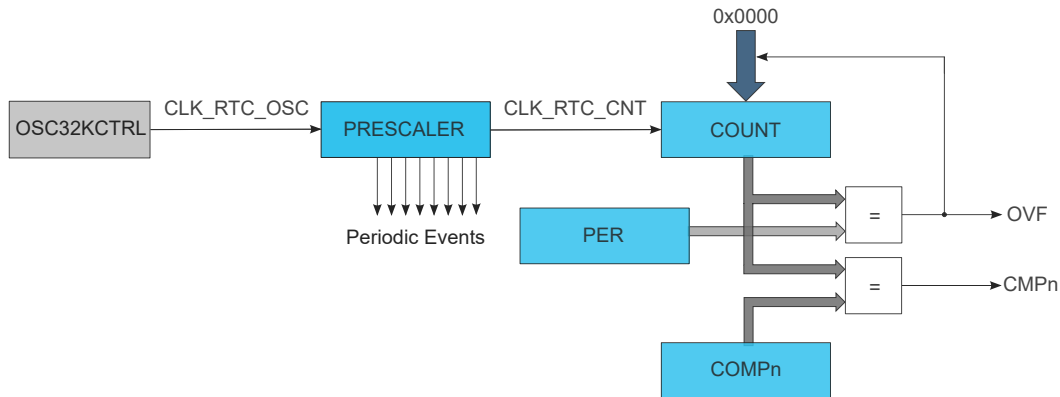 0x0000
CLK_RTC_OSC
CLK_RTC_CNT
OSC32KCTRL
PRESCALER
COUNT
Periodic Events
PER
=
OVF
=
CMPn
COMPn